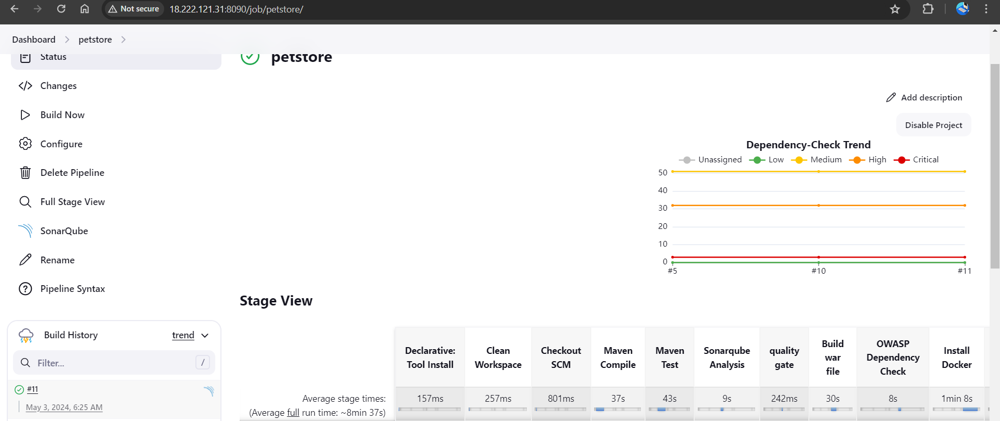 Not secure 18.222.121.31:8090/job/petstore/
Dashboard petstore
Status
Changes
Build Now
Configure
Delete Pipeline
Full Stage View
SonarQube
Rename
Pipeline Syntax
Build History trend
Filter... /
#11
May 3, 2024, 6:25 AM
petstore
Add description
Disable Project
Dependency-Check Trend
Unassigned Low Medium High Critical
50
40
30
20
10
0
#5 #10 #11
Stage View
Declarative: Tool Install
Clean Workspace
Checkout SCM
Maven Compile
Maven Test
Sonarqube Analysis
quality gate
Build war file
OWASP Dependency Check
Install Docker
Average stage times: 157ms 257ms 801ms 37s 43s 9s 242ms 30s 8s 1min 8s
(Average full run time: ~8min 37s)